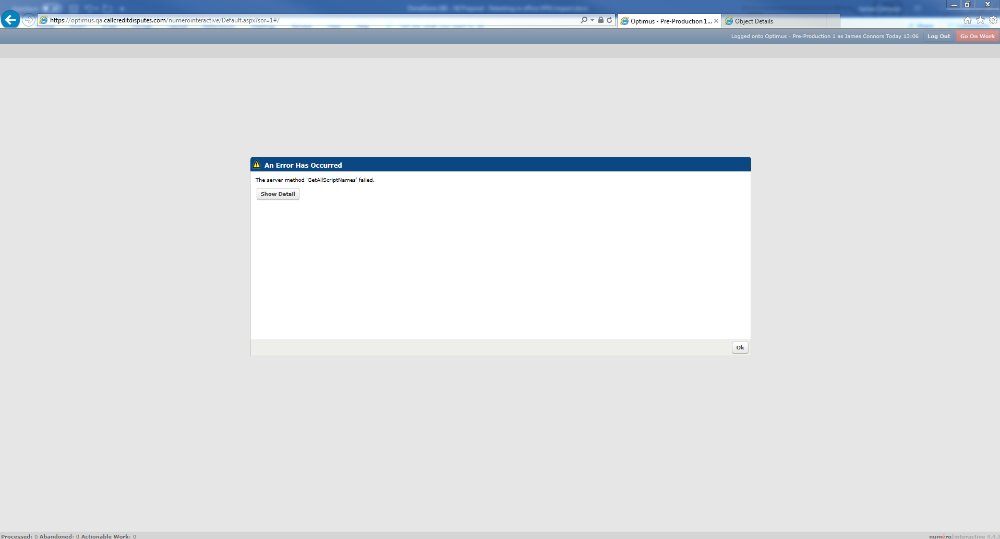 https://optimus.qa.callcreditdisputes.com/numerointeractive/Default.aspx?sor=1#/
Optimus - Pre-Production 1...
Object Details
Logged onto Optimus - Pre-Production 1 as James Connors Today 13:06
Log Out
Go On Work
An Error Has Occurred
The server method 'GetAllScriptNames' failed.
Show Detail
Ok
Processed: 0 Abandoned: 0 Actionable Work: 0
numéro|interactive 4.4.3